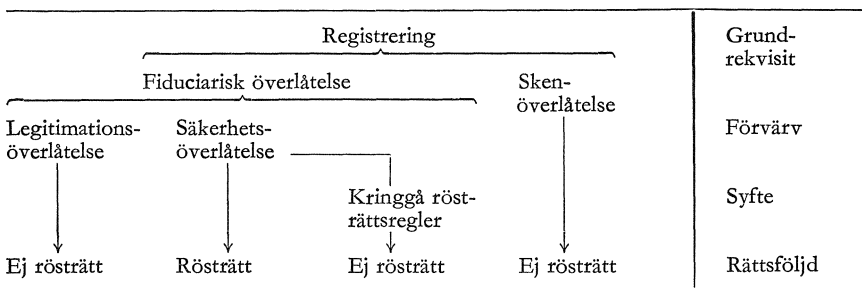 Registrering
Grund-
rekvisit
Fiduciarisk överlåtelse
Sken-
överlåtelse
Legitimations-
överlåtelse
Säkerhets-
överlåtelse
Förvärv
Kringgå röst-
rättsregler
Syfte
Ej rösträtt
Rösträtt
Ej rösträtt
Ej rösträtt
Rättsföljd